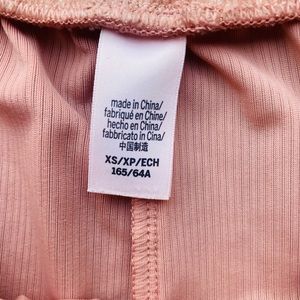 made in China/
fabriqué en Chine/
hecho en China/
fabbricato in Cina/
中国制造
XS/XP/ECH
165/64A